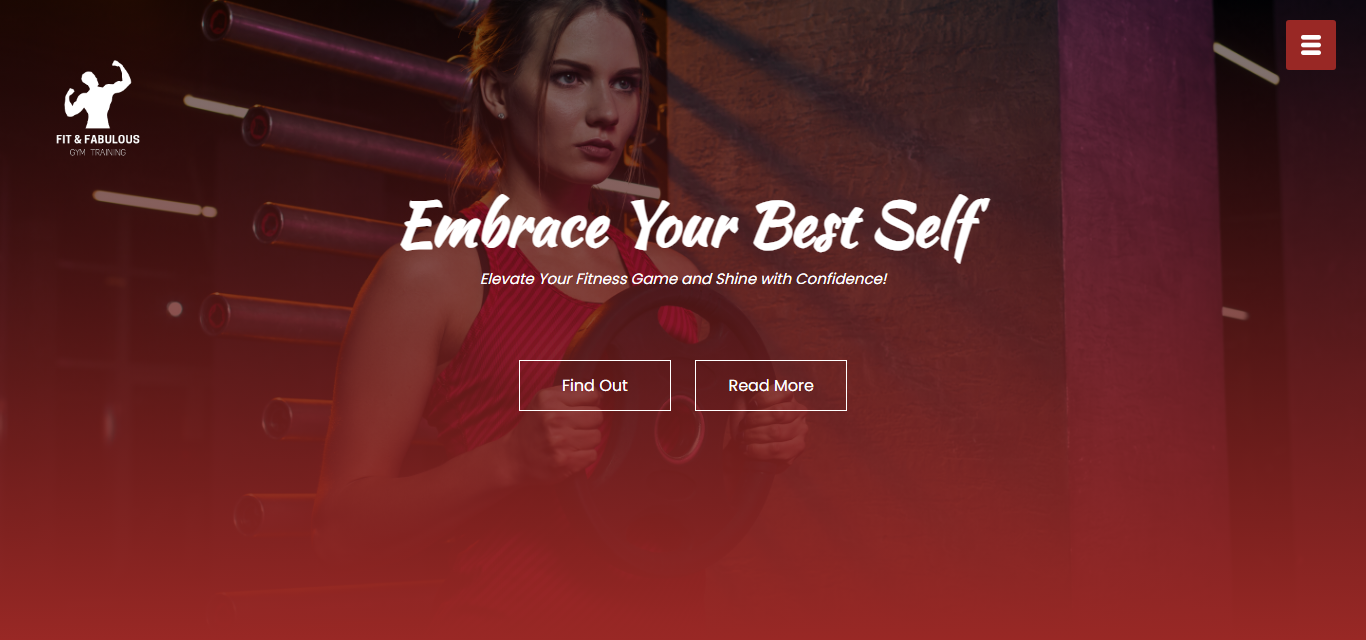 FIT & FABULOUS
GYM TRAINING
Embrace Your Best Self
Elevate Your Fitness Game and Shine with Confidence!
Find Out
Read More